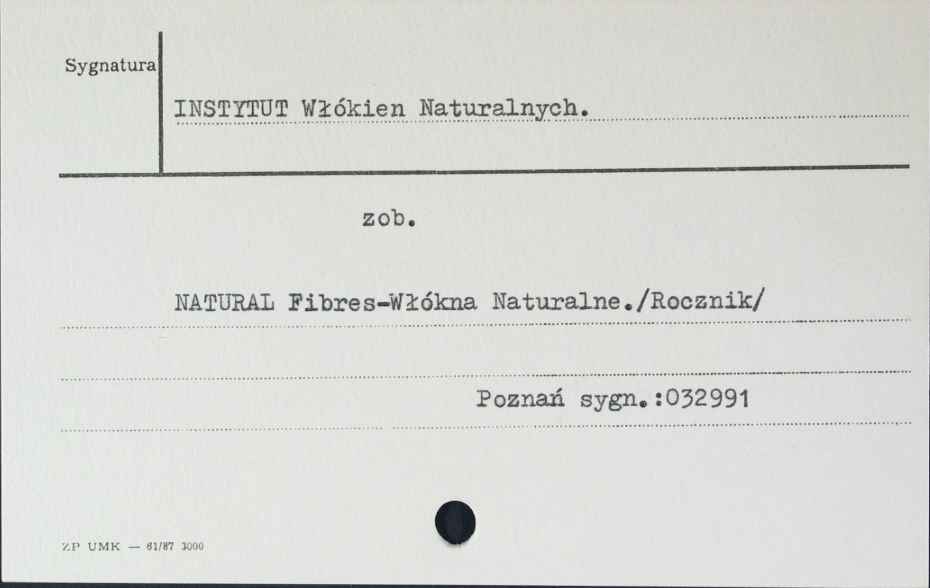 Sygnatura
INSTYTUT Włókien Naturalnych.
zob.
NATURAL Fibres-Włókna Naturalne./Rocznik/
Poznań sygn.:032991
ZP UMK — 61/87 3000